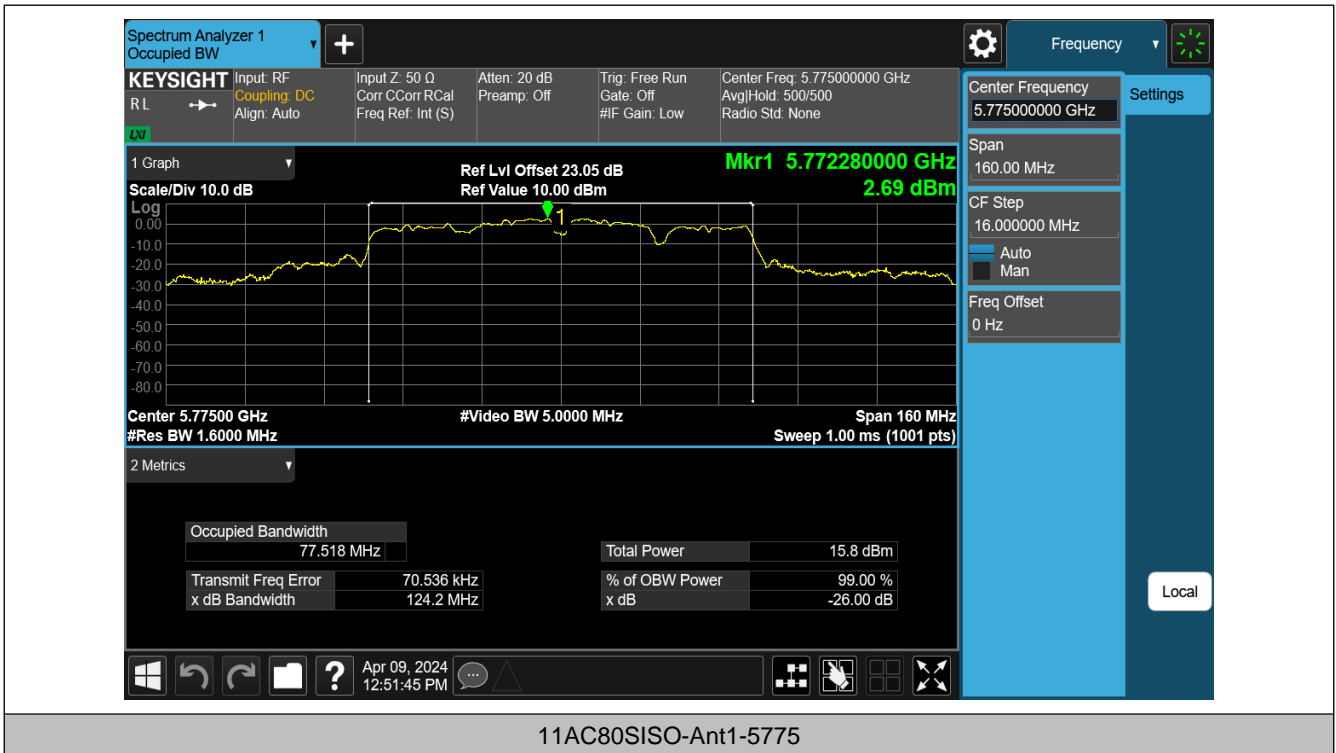 Spectrum Analyzer 1
Occupied BW
Frequency
KEYSIGHT
RL
LXI
Input: RF
Coupling: DC
Align: Auto
Input Z: 50 Ω
Corr CCorr RCal
Freq Ref: Int (S)
Atten: 20 dB
Preamp: Off
Trig: Free Run
Gate: Off
#IF Gain: Low
Center Freq: 5.775000000 GHz
Avg|Hold: 500/500
Radio Std: None
Center Frequency
5.775000000 GHz
Settings
Span
160.00 MHz
CF Step
16.000000 MHz
Auto
Man
Freq Offset
0 Hz
Local
1 Graph
Scale/Div 10.0 dB
Ref Lvl Offset 23.05 dB
Ref Value 10.00 dBm
Mkr1 5.772280000 GHz
2.69 dBm
Log
0.00
-10.0
-20.0
-30.0
-40.0
-50.0
-60.0
-70.0
-80.0
1
Center 5.77500 GHz
#Video BW 5.0000 MHz
Span 160 MHz
#Res BW 1.6000 MHz
Sweep 1.00 ms (1001 pts)
2 Metrics
Occupied Bandwidth
77.518 MHz
Total Power 15.8 dBm
Transmit Freq Error 70.536 kHz
% of OBW Power 99.00 %
x dB Bandwidth 124.2 MHz
x dB -26.00 dB
?
Apr 09, 2024
12:51:45 PM
11AC80SISO-Ant1-5775